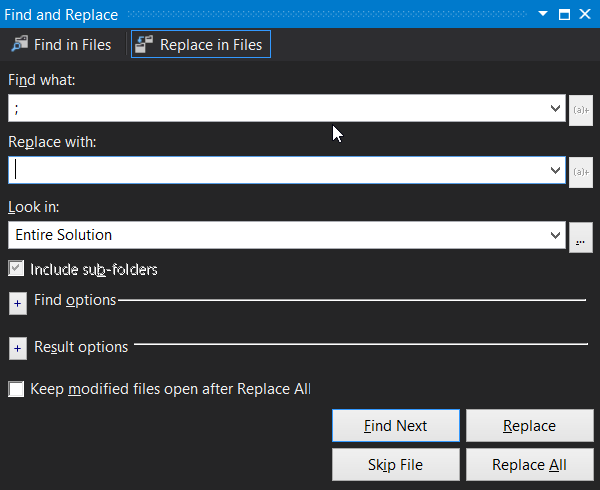 Find and Replace
Find in Files
Replace in Files
Find what:
;
(a)+
Replace with:
(a)+
Look in:
Entire Solution
...
Include sub-folders
+ Find options
+ Result options
Keep modified files open after Replace All
Find Next
Replace
Skip File
Replace All